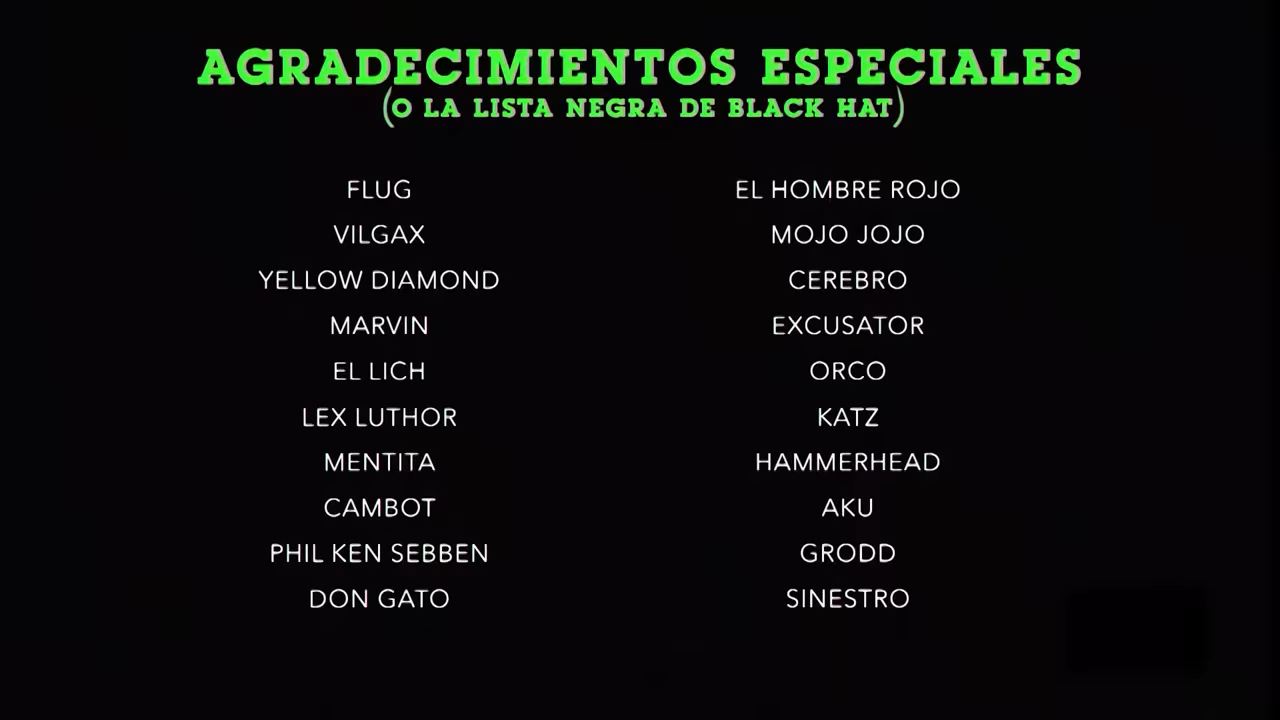 AGRADECIMIENTOS ESPECIALES
(O LA LISTA NEGRA DE BLACK HAT)
FLUG
VILGAX
YELLOW DIAMOND
MARVIN
EL LICH
LEX LUTHOR
MENTITA
CAMBOT
PHIL KEN SEBBEN
DON GATO
EL HOMBRE ROJO
MOJO JOJO
CEREBRO
EXCUSATOR
ORCO
KATZ
HAMMERHEAD
AKU
GRODD
SINESTRO